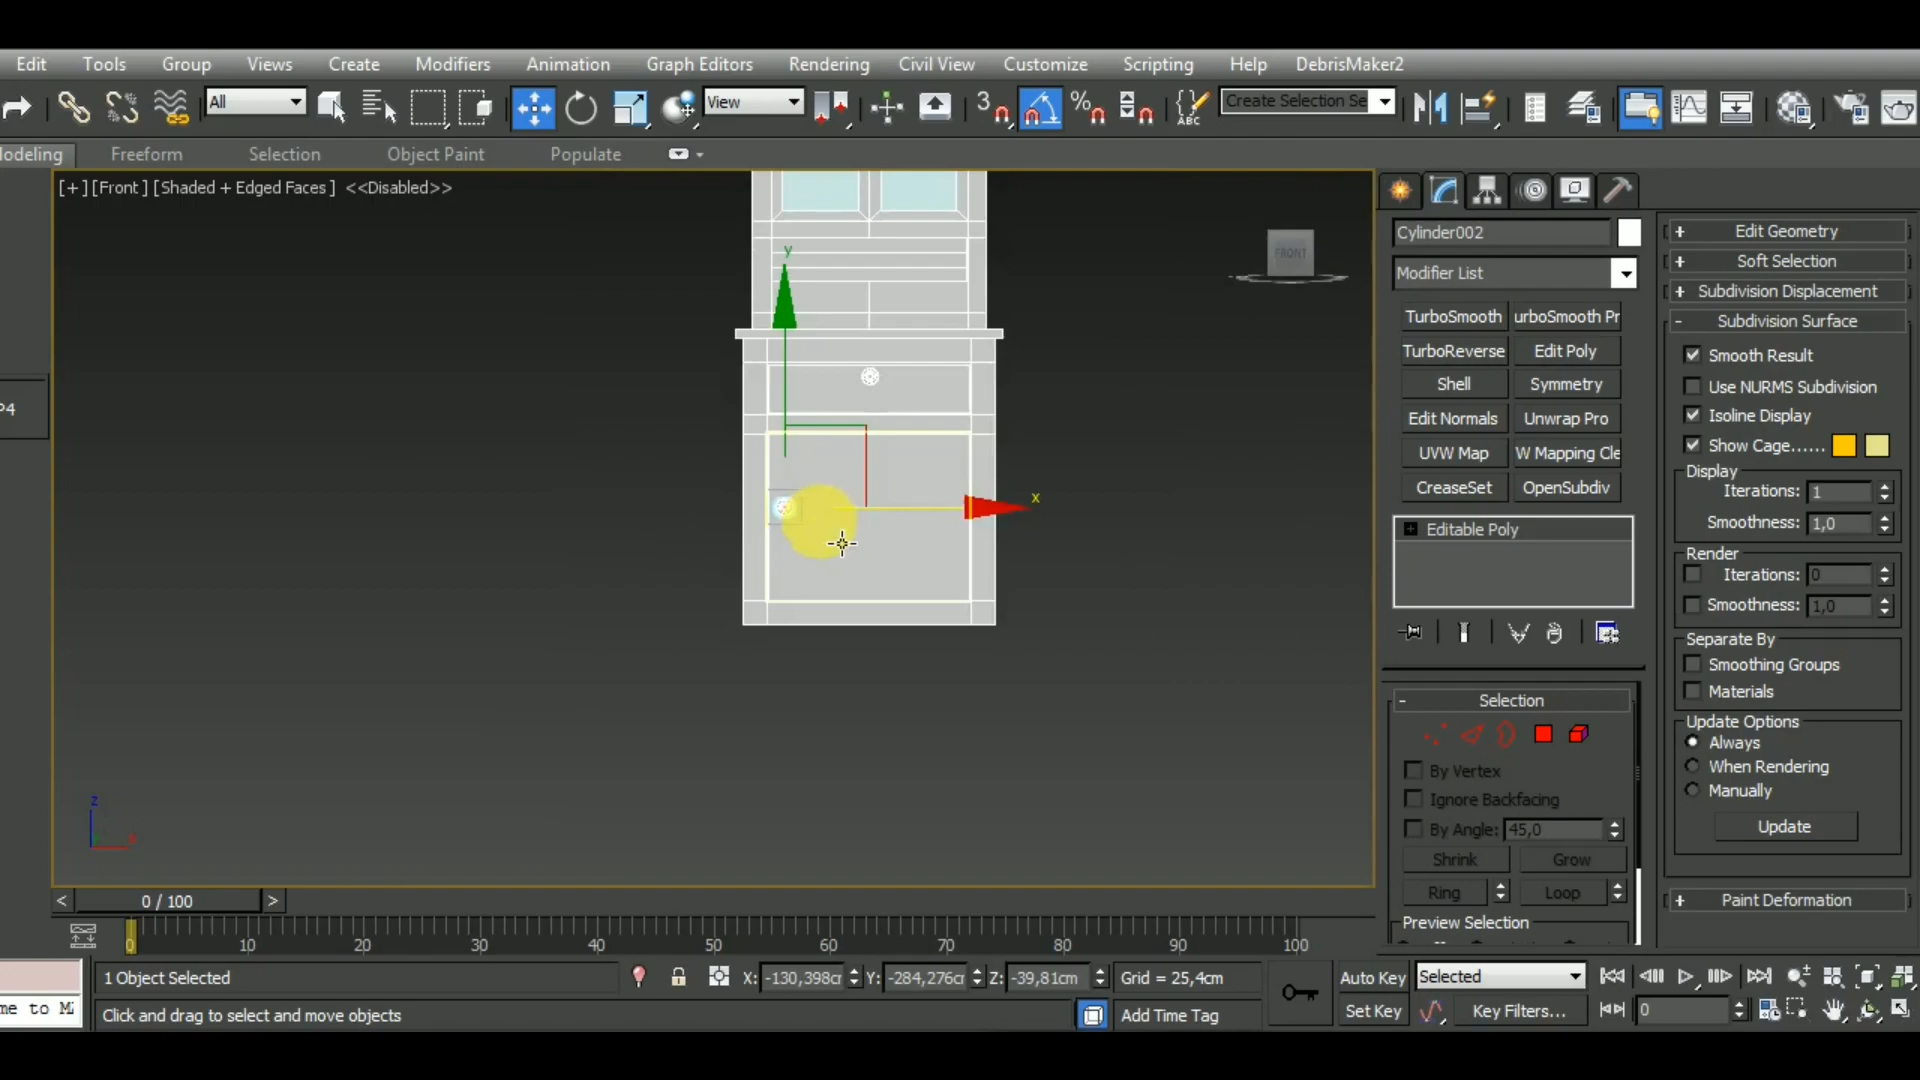 Edit Tools Group Views Create Modifiers Animation Graph Editors Rendering Civil View Customize Scripting Help DebrisMaker2
All View 3 % ABC Create Selection Se
odeling Freeform Selection Object Paint Populate
[+] [Front ] [Shaded + Edged Faces ] <<Disabled>>
FRONT
y
x
z
x
P4
Cylinder002
Modifier List
TurboSmooth urboSmooth Pr
TurboReverse Edit Poly
Shell Symmetry
Edit Normals Unwrap Pro
UVW Map W Mapping Cle
CreaseSet OpenSubdiv
+ Editable Poly
- Selection
By Vertex
Ignore Backfacing
By Angle: 45,0
Shrink Grow
Ring Loop
Preview Selection
+ Edit Geometry
+ Soft Selection
+ Subdivision Displacement
- Subdivision Surface
Smooth Result
Use NURMS Subdivision
Isoline Display
Show Cage......
Display
Iterations: 1
Smoothness: 1,0
Render
Iterations: 0
Smoothness: 1,0
Separate By
Smoothing Groups
Materials
Update Options
Always
When Rendering
Manually
Update
+ Paint Deformation
< 0 / 100 >
0 10 20 30 40 50 60 70 80 90 100
1 Object Selected X: -130,398cr Y: -284,276cr Z: -39,81cm Grid = 25,4cm Auto Key Selected
me to M Click and drag to select and move objects Add Time Tag Set Key Key Filters... 0